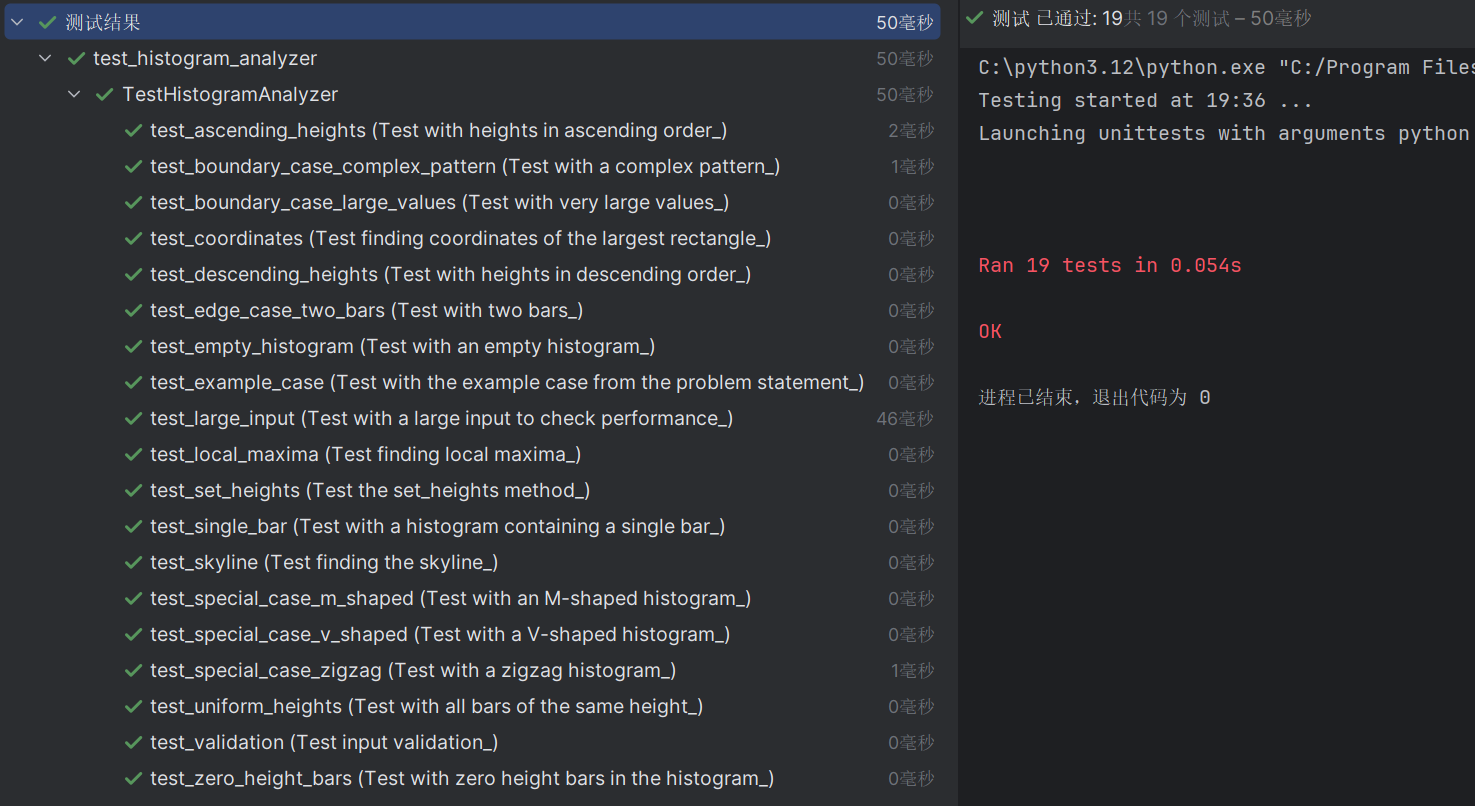 测试结果 50毫秒
test_histogram_analyzer 50毫秒
TestHistogramAnalyzer 50毫秒
test_ascending_heights (Test with heights in ascending order_) 2毫秒
test_boundary_case_complex_pattern (Test with a complex pattern_) 1毫秒
test_boundary_case_large_values (Test with very large values_) 0毫秒
test_coordinates (Test finding coordinates of the largest rectangle_) 0毫秒
test_descending_heights (Test with heights in descending order_) 0毫秒
test_edge_case_two_bars (Test with two bars_) 0毫秒
test_empty_histogram (Test with an empty histogram_) 0毫秒
test_example_case (Test with the example case from the problem statement_) 0毫秒
test_large_input (Test with a large input to check performance_) 46毫秒
test_local_maxima (Test finding local maxima_) 0毫秒
test_set_heights (Test the set_heights method_) 0毫秒
test_single_bar (Test with a histogram containing a single bar_) 0毫秒
test_skyline (Test finding the skyline_) 0毫秒
test_special_case_m_shaped (Test with an M-shaped histogram_) 0毫秒
test_special_case_v_shaped (Test with a V-shaped histogram_) 0毫秒
test_special_case_zigzag (Test with a zigzag histogram_) 1毫秒
test_uniform_heights (Test with all bars of the same height_) 0毫秒
test_validation (Test input validation_) 0毫秒
test_zero_height_bars (Test with zero height bars in the histogram_) 0毫秒
测试 已通过: 19共 19 个测试 – 50毫秒
C:\python3.12\python.exe "C:/Program Files
Testing started at 19:36 ...
Launching unittests with arguments python
Ran 19 tests in 0.054s
OK
进程已结束，退出代码为 0